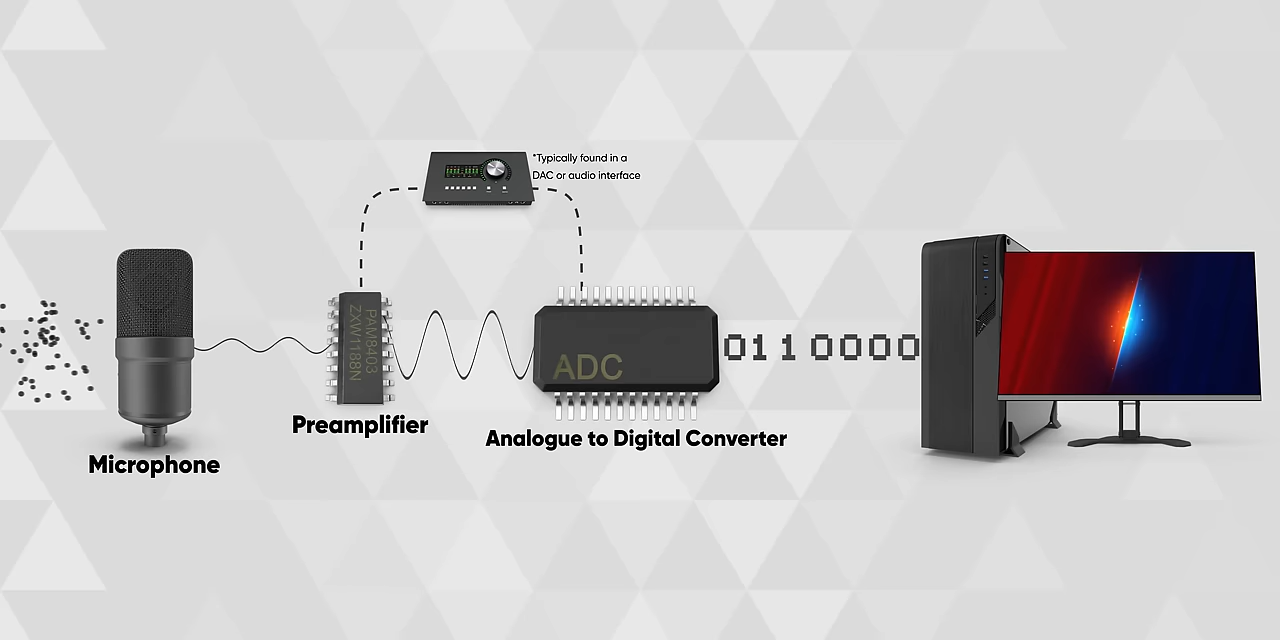 *Typically found in a
DAC or audio interface
PAM8403
ZXW1188N
ADC
0110000
Preamplifier
Analogue to Digital Converter
Microphone